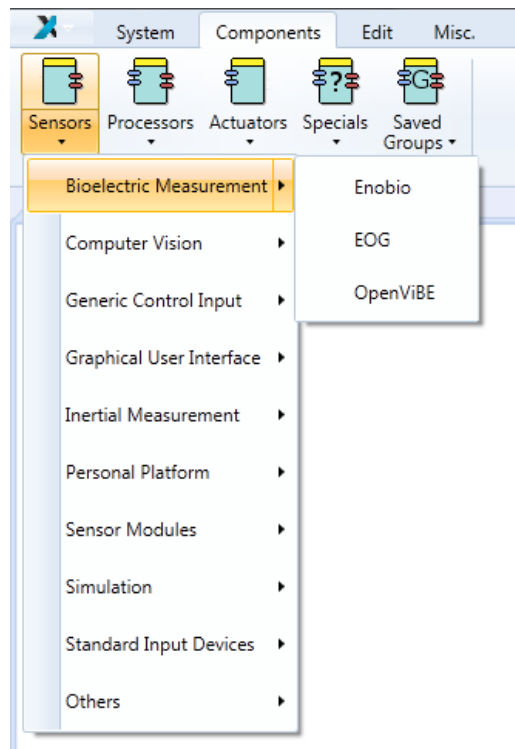 System Components Edit Misc.
?
G
Sensors Processors Actuators Specials Saved Groups
Bioelectric Measurement
Enobio
Computer Vision
EOG
Generic Control Input
OpenViBE
Graphical User Interface
Inertial Measurement
Personal Platform
Sensor Modules
Simulation
Standard Input Devices
Others